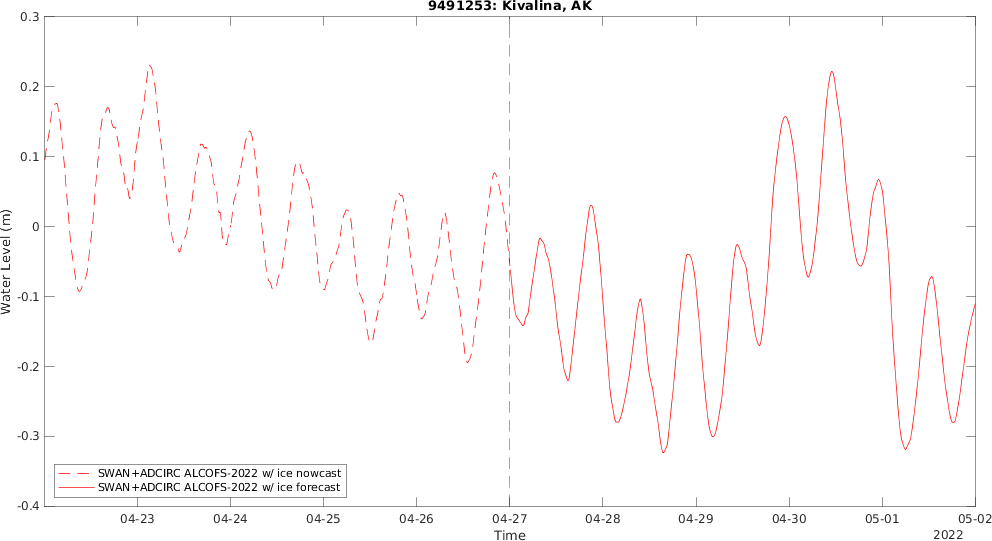 9491253: Kivalina, AK
0.3
0.2
0.1
0
-0.1
-0.2
-0.3
-0.4
Water Level (m)
SWAN+ADCIRC ALCOFS-2022 w/ ice nowcast
SWAN+ADCIRC ALCOFS-2022 w/ ice forecast
04-23 04-24 04-25 04-26 04-27 04-28 04-29 04-30 05-01 05-02
Time
2022